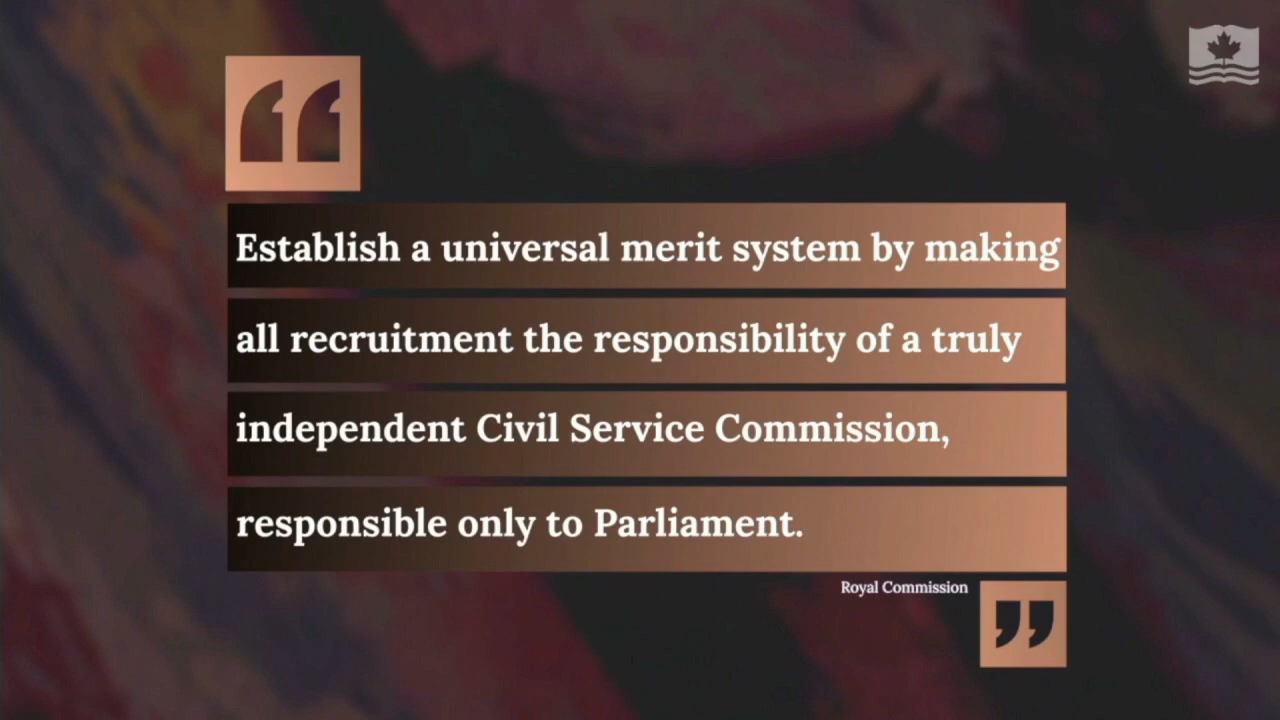 Establish a universal merit system by making
all recruitment the responsibility of a truly
independent Civil Service Commission,
responsible only to Parliament.
Royal Commission